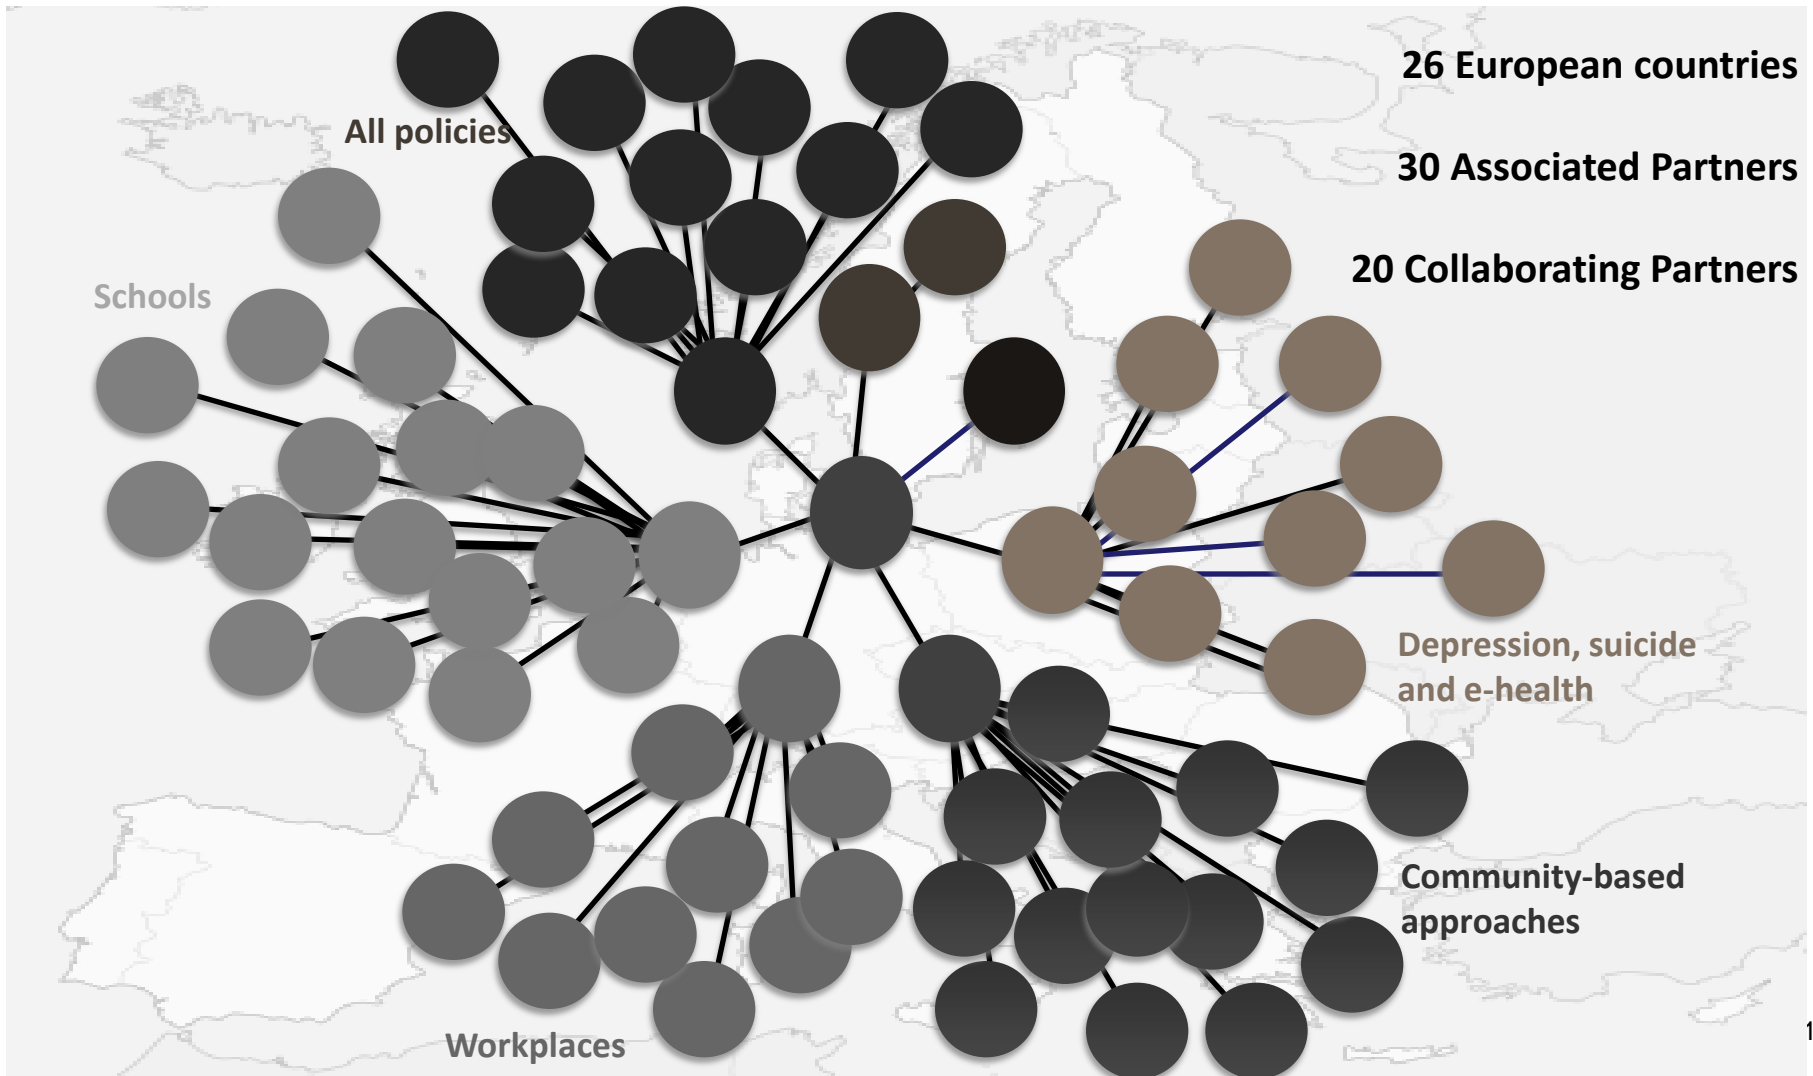 26 European countries
All policies
30 Associated Partners
20 Collaborating Partners
Schools
Depression, suicide
and e-health
Community-based
approaches
Workplaces
1